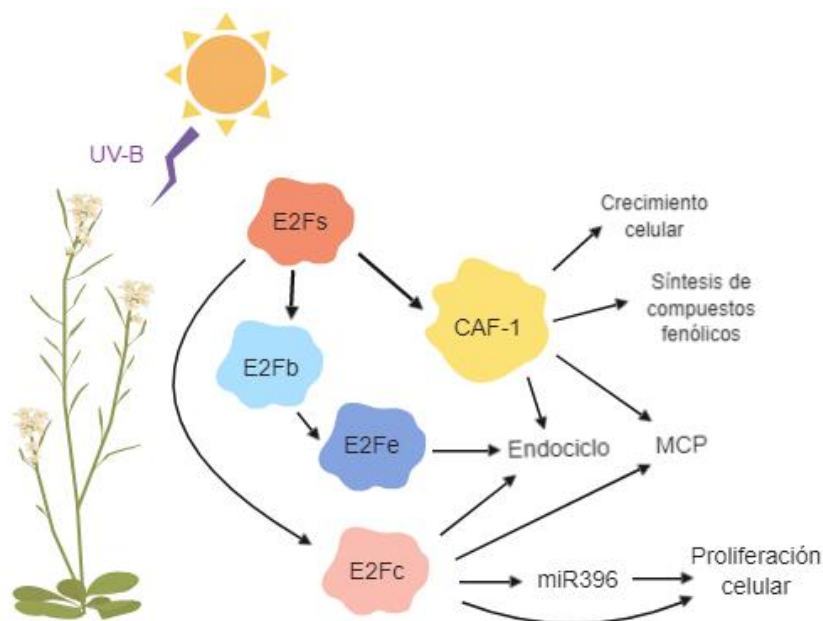 UV-B
E2Fs
Crecimiento
celular
Síntesis de
compuestos
fenólicos
CAF-1
E2Fb
E2Fe
Endociclo
MCP
E2Fc
miR396
Proliferación
celular